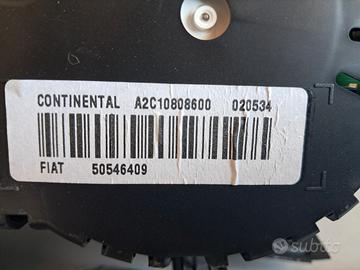 CONTINENTAL A2C10808600 020534
FIAT 50546409
subito